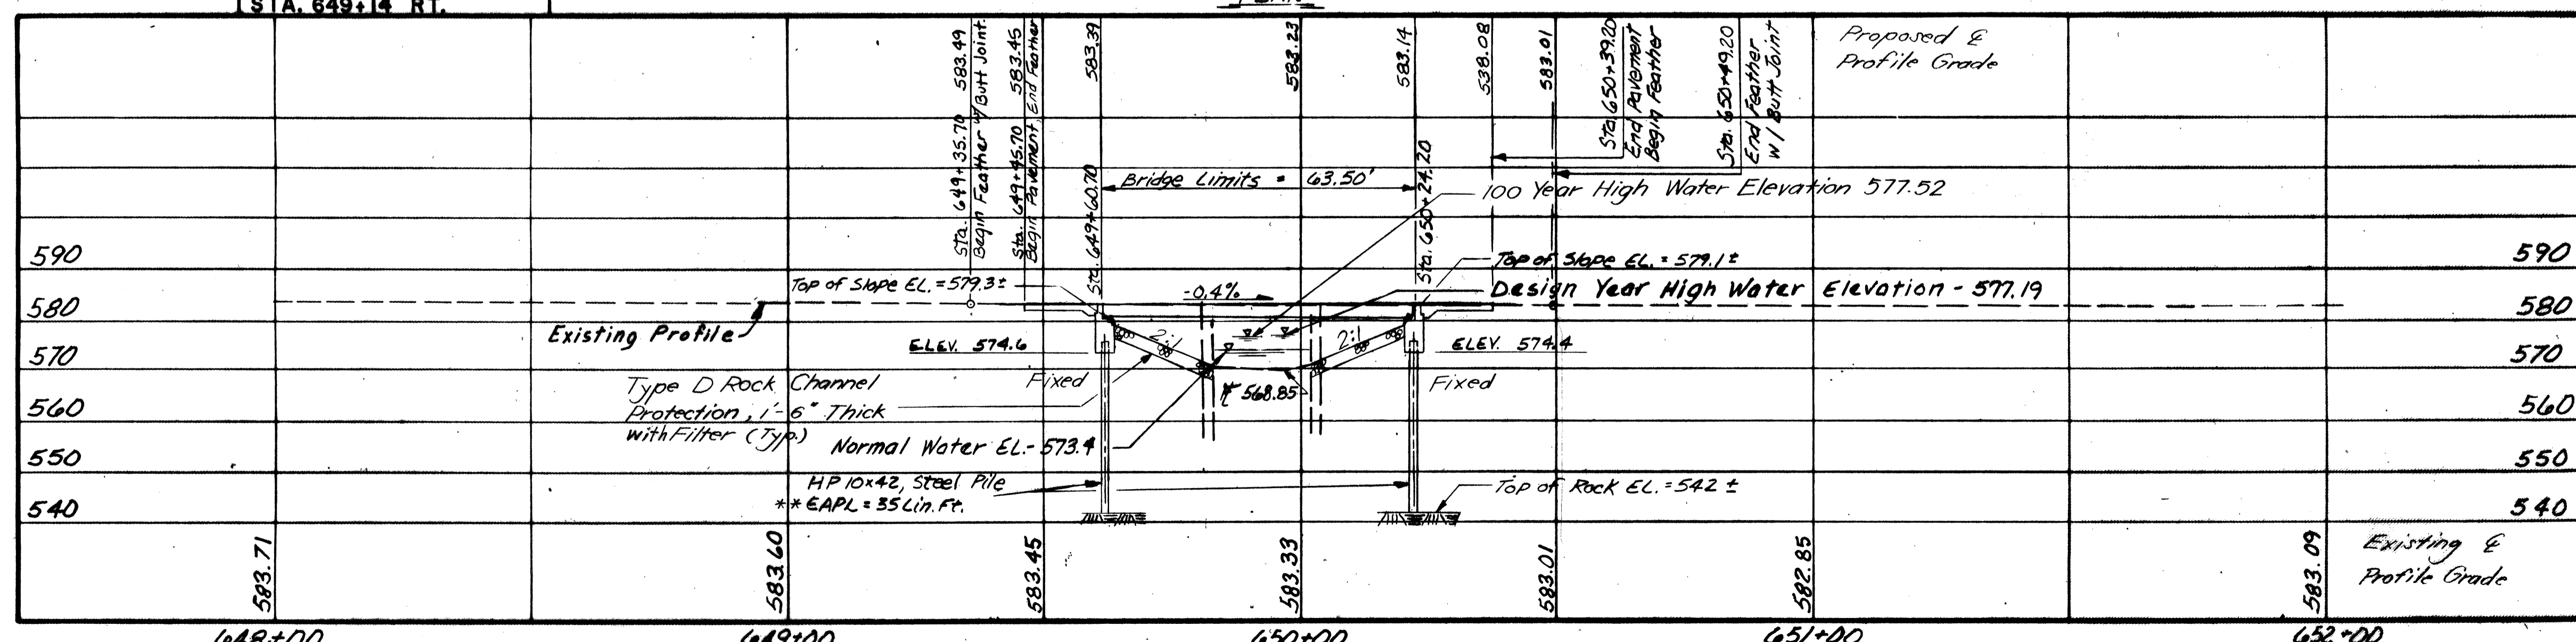 STA. 649+14 RT.
Sta. 649+35.70 583.49
Begin Feather w/ Butt Joint.
Sta. 649+45.70 583.45
Begin Pavement, End Feather
583.39
Sta. 649+60.70
583.23
583.14
Sta. 650+24.20
538.08
583.01
Sta. 650+39.20
End Pavement
Begin Feather
Sta. 650+49.20
End Feather
w/ Butt Joint
Proposed ℄
Profile Grade
Bridge Limits = 63.50'
100 Year High Water Elevation 577.52
590
590
Top of Slope EL. = 579.3±
Top of Slope EL. = 579.1±
-0.4%
Design Year High Water Elevation - 577.19
580
580
Existing Profile
2:1
2:1
ELEV. 574.6
ELEV. 574.4
570
570
Type D Rock Channel
Protection, 1'-6" Thick
With Filter (Typ.)
Fixed
Fixed
℄ 568.85
560
560
Normal Water EL.- 573.4
550
550
HP 10x42, Steel Pile
** EAPL = 35 Lin. Ft.
Top of Rock EL. = 542 ±
540
540
583.71
583.60
583.45
583.33
583.01
582.85
583.09
Existing ℄
Profile Grade
648+00
649+00
650+00
651+00
652+00